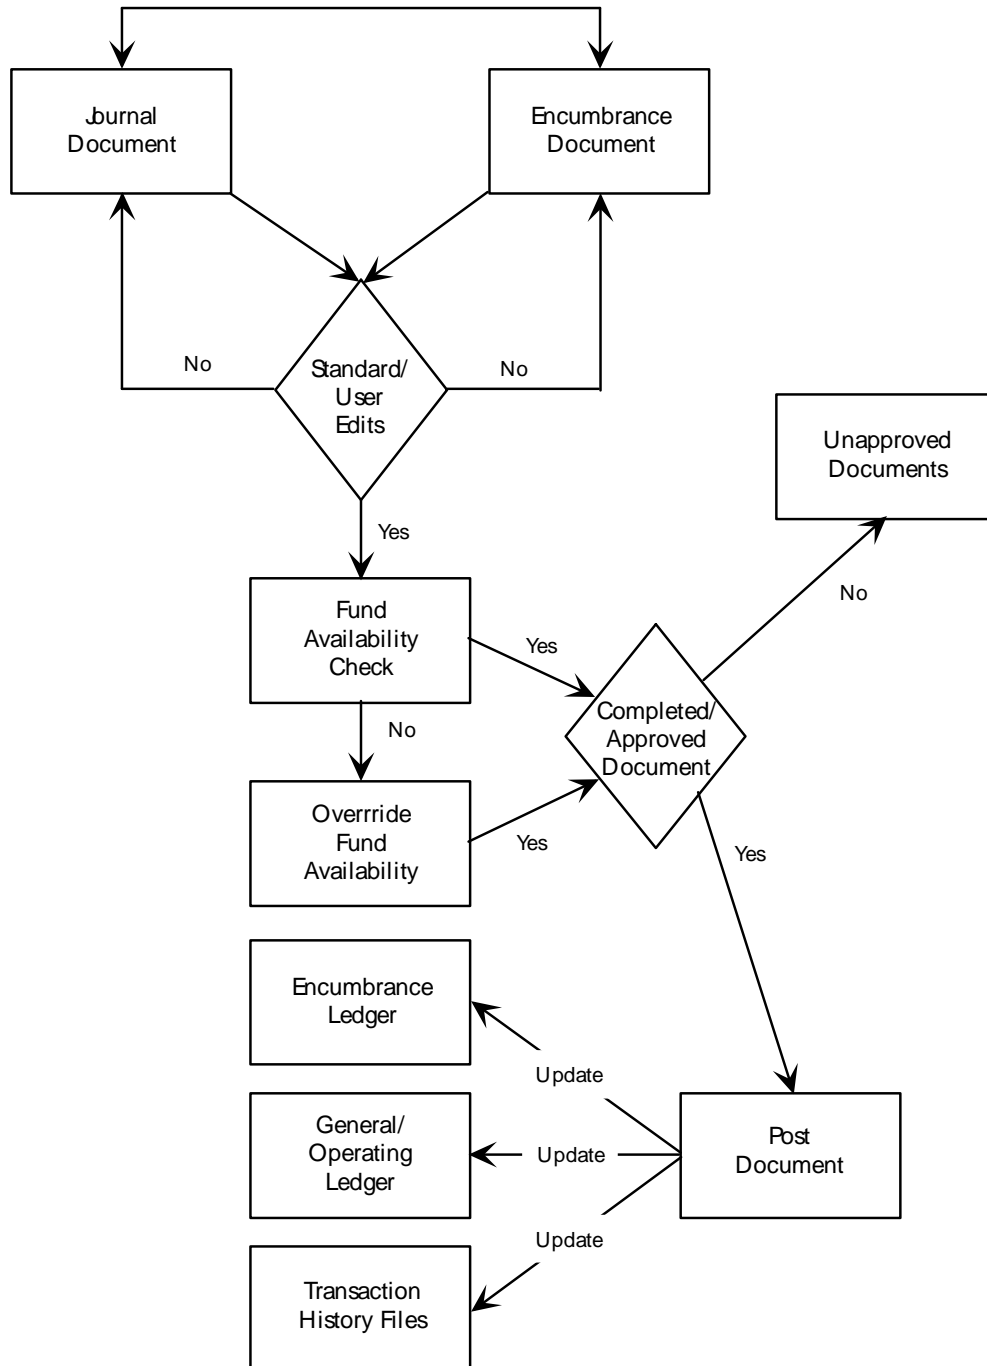 Journal
Document
Encumbrance
Document
No
Standard/
User
Edits
No
Unapproved
Documents
Yes
No
Fund
Availability
Check
Yes
Completed/
Approved
Document
No
Overrride
Fund
Availability
Yes
Yes
Encumbrance
Ledger
Update
General/
Operating
Ledger
Update
Post
Document
Update
Transaction
History Files